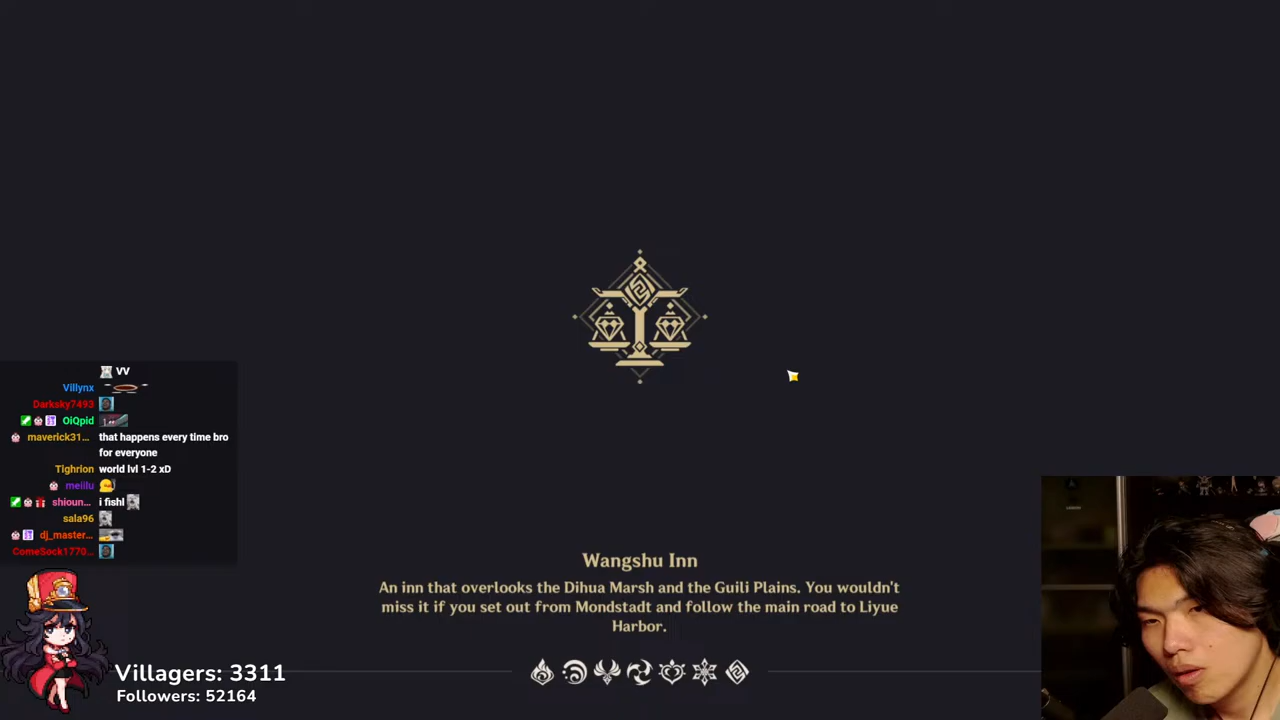 VV
Villynx
Darksky7493
OiQpid
maverick31... that happens every time bro
for everyone
Tighrion world lvl 1-2 xD
meiilu
shioun... i fishl
sala96
dj_master...
ComeSock1770...
Wangshu Inn
An inn that overlooks the Dihua Marsh and the Guili Plains. You wouldn't
miss it if you set out from Mondstadt and follow the main road to Liyue
Harbor.
Villagers: 3311
Followers: 52164